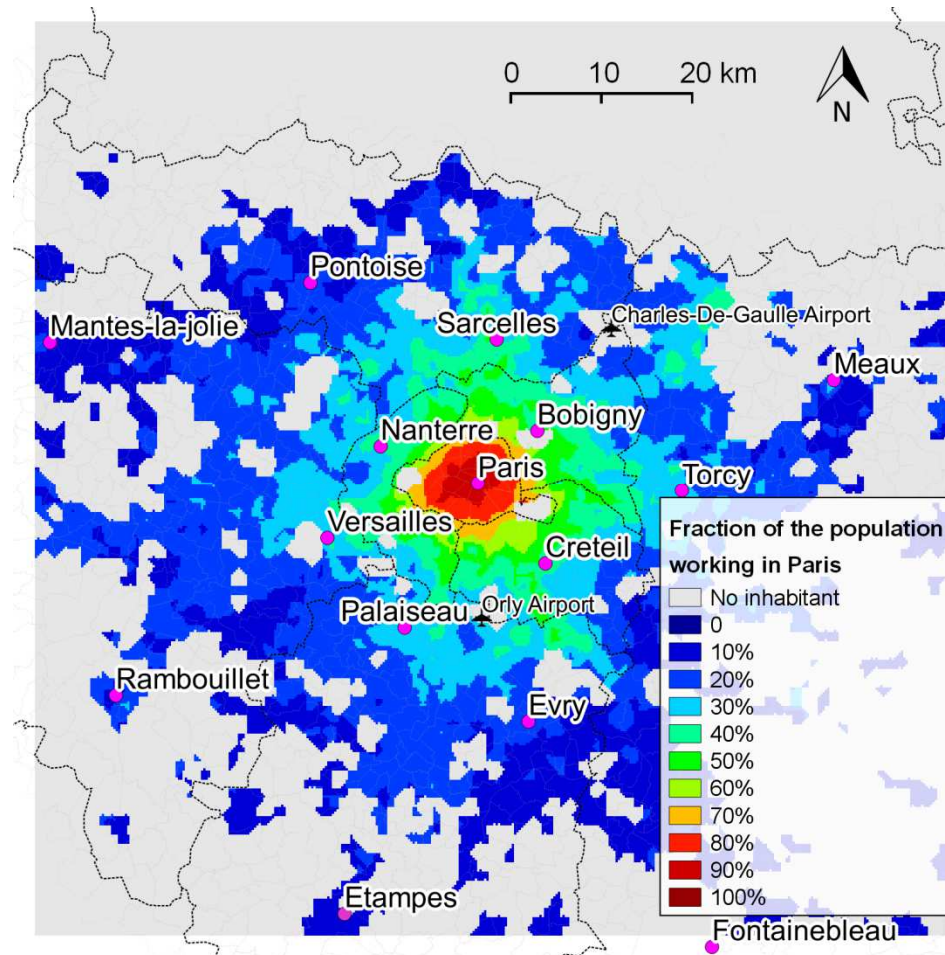 0 10 20 km
N
Pontoise
Mantes-la-jolie
Sarcelles
Charles-De-Gaulle Airport
Meaux
Bobigny
Nanterre
Paris
Torcy
Versailles
Creteil
Palaiseau
Orly Airport
Rambouillet
Evry
Etampes
Fontainebleau
Fraction of the population
working in Paris
No inhabitant
0
10%
20%
30%
40%
50%
60%
70%
80%
90%
100%